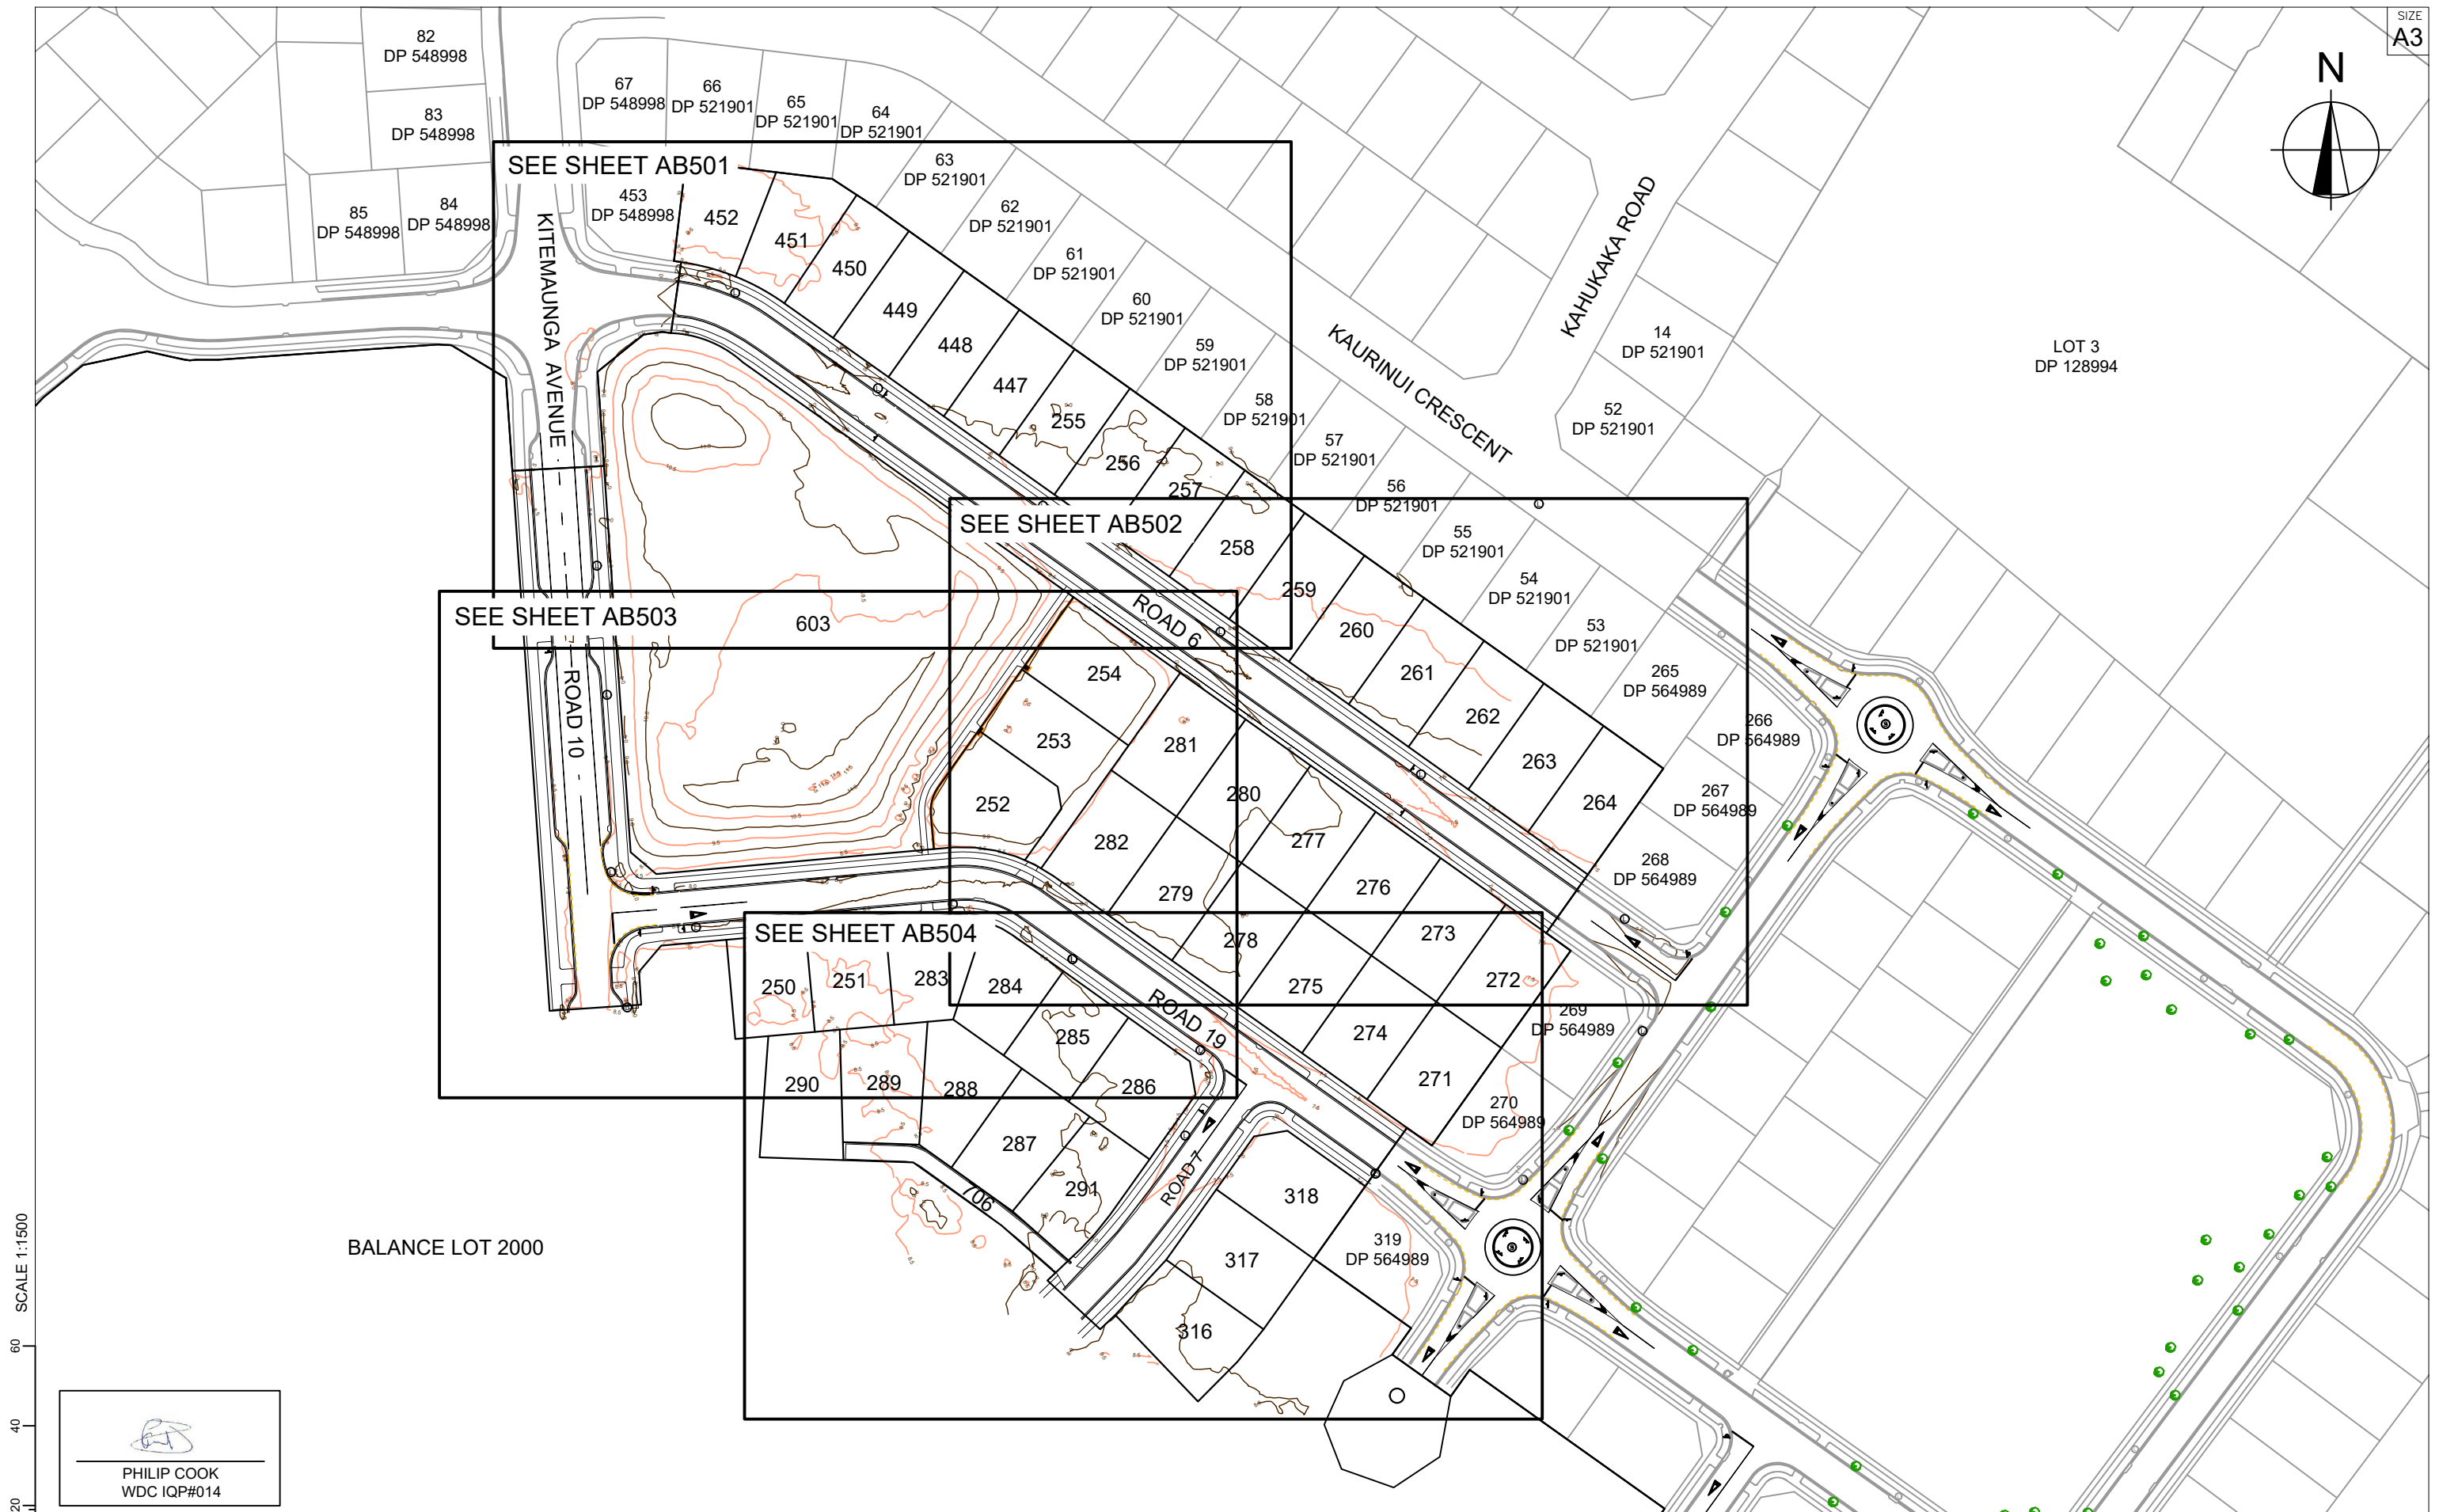 SIZE
A3
N
82
DP 548998
83
DP 548998
85
DP 548998
84
DP 548998
67
DP 548998
66
DP 521901
65
DP 521901
64
DP 521901
63
DP 521901
62
DP 521901
61
DP 521901
60
DP 521901
59
DP 521901
58
DP 521901
57
DP 521901
56
DP 521901
55
DP 521901
54
DP 521901
53
DP 521901
14
DP 521901
52
DP 521901
LOT 3
DP 128994
KAURINUI CRESCENT
KAHUKAKA ROAD
SEE SHEET AB501
453
DP 548998
452
451
450
449
448
447
255
256
257
KITEMAUNGA AVENUE
SEE SHEET AB502
258
259
260
261
262
263
264
265
DP 564989
266
DP 564989
267
DP 564989
268
DP 564989
ROAD 6
SEE SHEET AB503
603
ROAD 10
254
253
252
281
280
282
277
279
276
278
273
275
272
274
271
269
DP 564989
270
DP 564989
SEE SHEET AB504
250
251
283
284
285
286
290
289
288
287
291
706
ROAD 19
ROAD 7
318
317
316
319
DP 564989
BALANCE LOT 2000
SCALE 1:1500
60
40
20
PHILIP COOK
WDC IQP#014